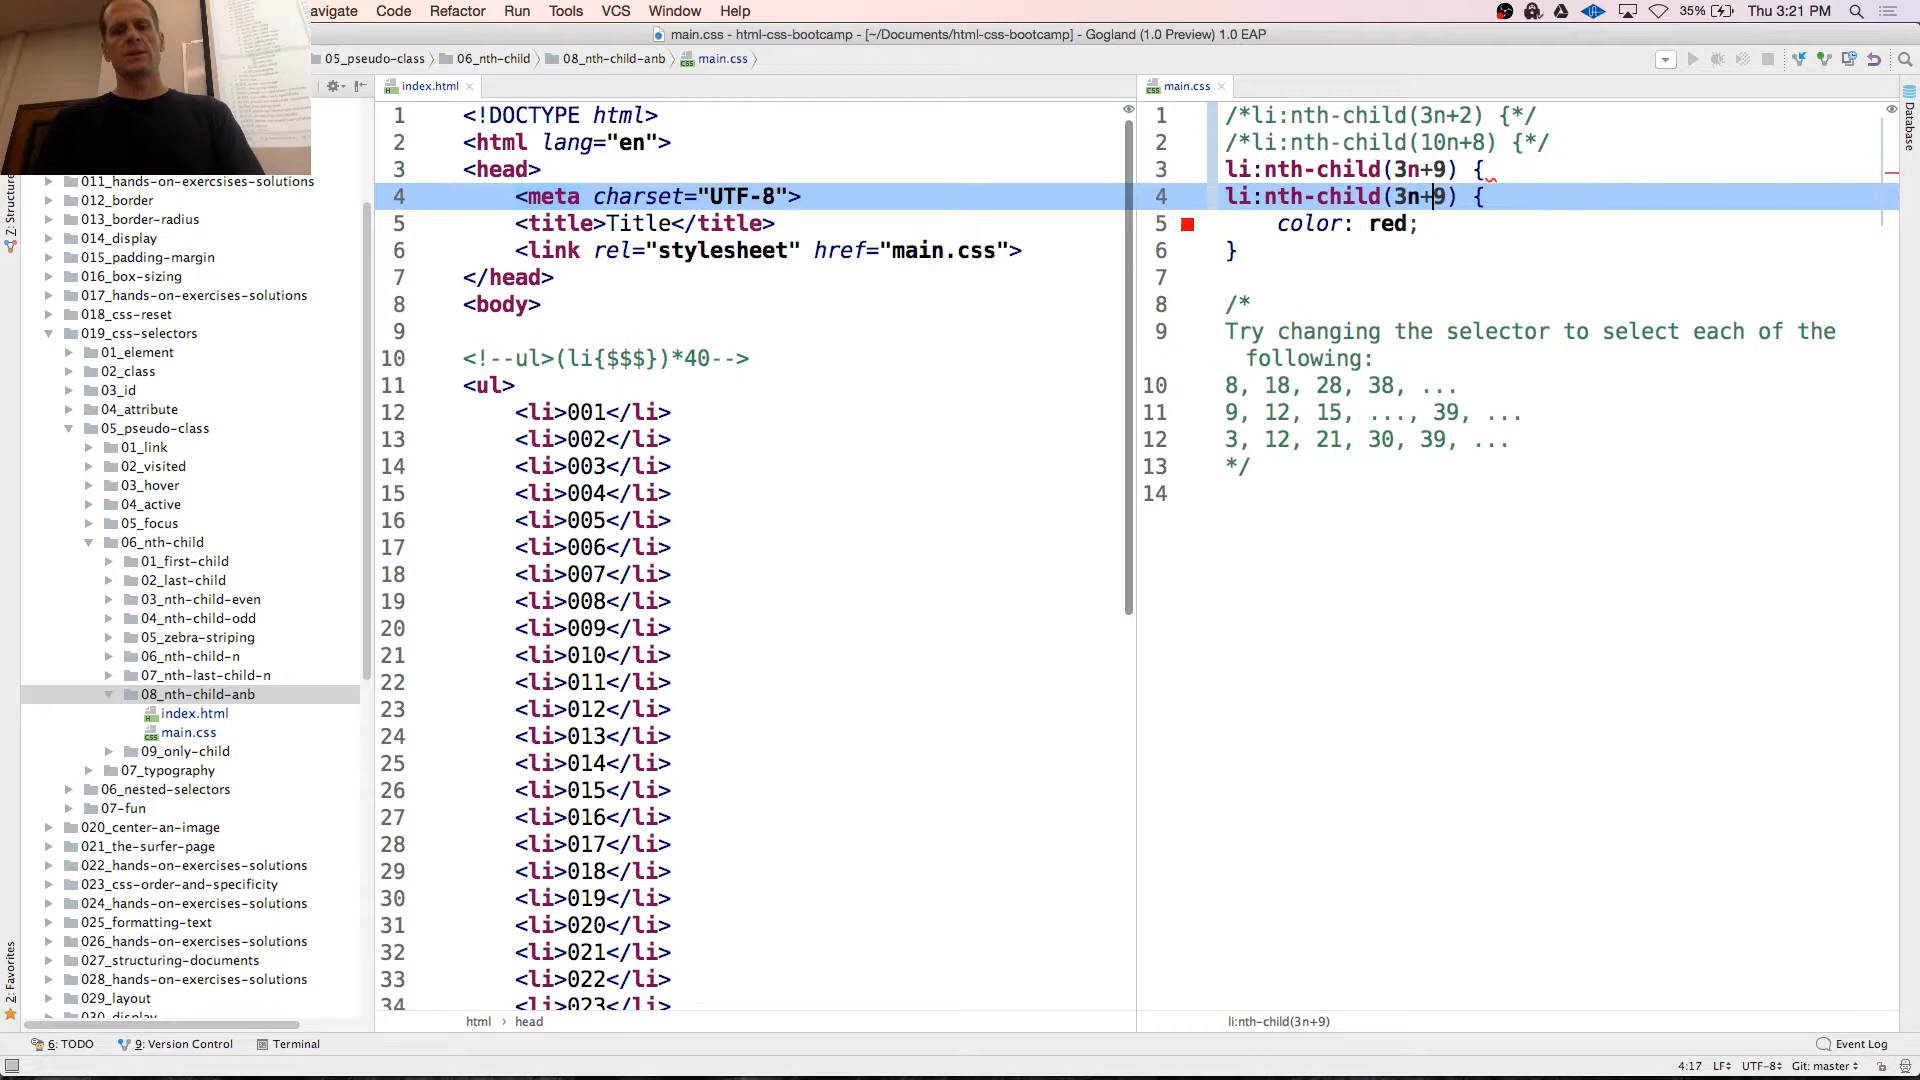 avigate Code Refactor Run Tools VCS Window Help 35% Thu 3:21 PM
main.css - html-css-bootcamp - [~/Documents/html-css-bootcamp] - Gogland (1.0 Preview) 1.0 EAP
05_pseudo-class 06_nth-child 08_nth-child-anb main.css
index.html
main.css
Z: Structure
2: Favorites
Database
011_hands-on-exercsises-solutions
012_border
013_border-radius
014_display
015_padding-margin
016_box-sizing
017_hands-on-exercises-solutions
018_css-reset
019_css-selectors
01_element
02_class
03_id
04_attribute
05_pseudo-class
01_link
02_visited
03_hover
04_active
05_focus
06_nth-child
01_first-child
02_last-child
03_nth-child-even
04_nth-child-odd
05_zebra-striping
06_nth-child-n
07_nth-last-child-n
08_nth-child-anb
index.html
main.css
09_only-child
07_typography
06_nested_selectors
07-fun
020_center-an-image
021_the-surfer-page
022_hands-on-exercises-solutions
023_css-order-and-specificity
024_hands-on-exercises-solutions
025_formatting-text
026_hands-on-exercises-solutions
027_structuring-documents
028_hands-on-exercises-solutions
029_layout
030_display
1 <!DOCTYPE html>
2 <html lang="en">
3 <head>
4 <meta charset="UTF-8">
5 <title>Title</title>
6 <link rel="stylesheet" href="main.css">
7 </head>
8 <body>
9
10 <!--ul>(li{$$$})*40-->
11 <ul>
12 <li>001</li>
13 <li>002</li>
14 <li>003</li>
15 <li>004</li>
16 <li>005</li>
17 <li>006</li>
18 <li>007</li>
19 <li>008</li>
20 <li>009</li>
21 <li>010</li>
22 <li>011</li>
23 <li>012</li>
24 <li>013</li>
25 <li>014</li>
26 <li>015</li>
27 <li>016</li>
28 <li>017</li>
29 <li>018</li>
30 <li>019</li>
31 <li>020</li>
32 <li>021</li>
33 <li>022</li>
34 <li>023</li>
html › head
1 /*li:nth-child(3n+2) {*/
2 /*li:nth-child(10n+8) {*/
3 li:nth-child(3n+9) {
4 li:nth-child(3n+9) {
5 color: red;
6 }
7
8 /*
9 Try changing the selector to select each of the
following:
10 8, 18, 28, 38, ...
11 9, 12, 15, ..., 39, ...
12 3, 12, 21, 30, 39, ...
13 */
14
li:nth-child(3n+9)
6: TODO 9: Version Control Terminal Event Log
4:17 LF UTF-8 Git: master